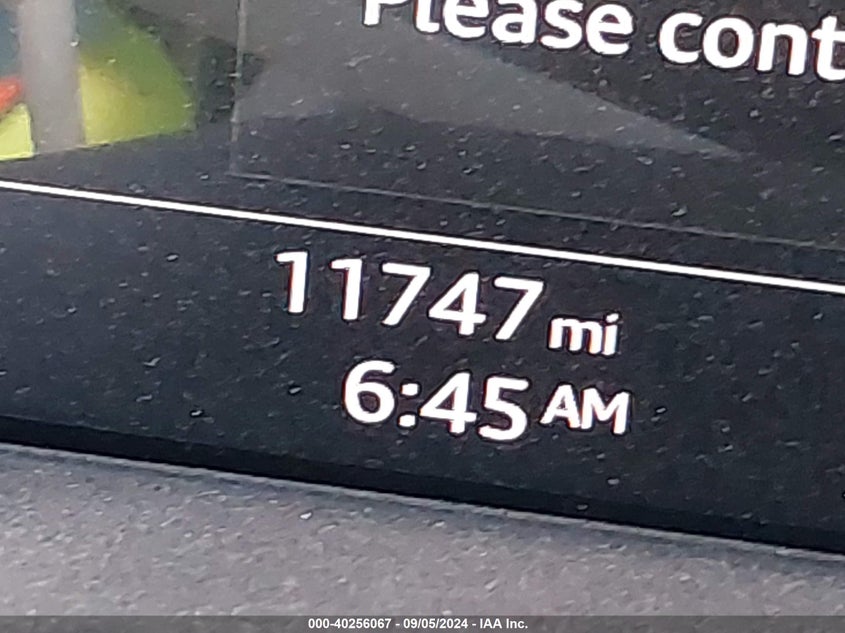 Please cont
11747 mi
6:45 AM
000-40256067 - 09/05/2024 - IAA Inc.